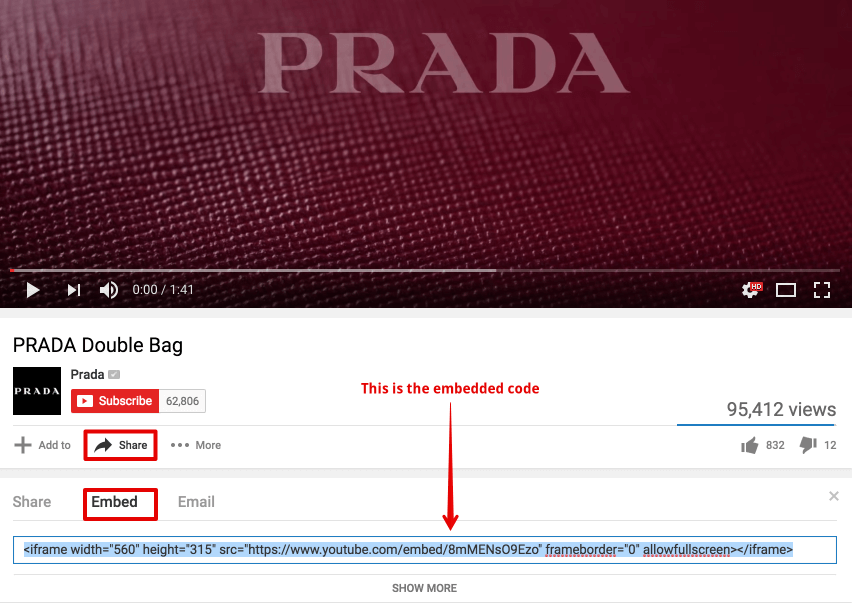 PRADA
0:00 / 1:41
HD
PRADA Double Bag
PRADA
Prada
Subscribe 62,806
This is the embedded code
95,412 views
Add to Share More
832 12
Share Embed Email
<iframe width="560" height="315" src="https://www.youtube.com/embed/8mMENsO9Ezo" frameborder="0" allowfullscreen></iframe>
SHOW MORE